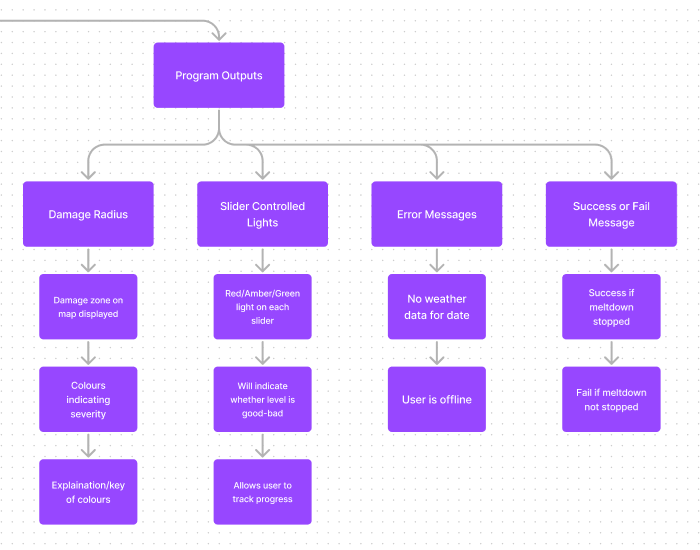 Program Outputs
Damage Radius
Slider Controlled
Lights
Error Messages
Success or Fail
Message
Damage zone on
map displayed
Red/Amber/Green
light on each
slider
No weather
data for date
Success if
meltdown
stopped
Colours
indicating
severity
Will indicate
whether level is
good-bad
User is offline
Fail if meltdown
not stopped
Explaination/key
of colours
Allows user to
track progress